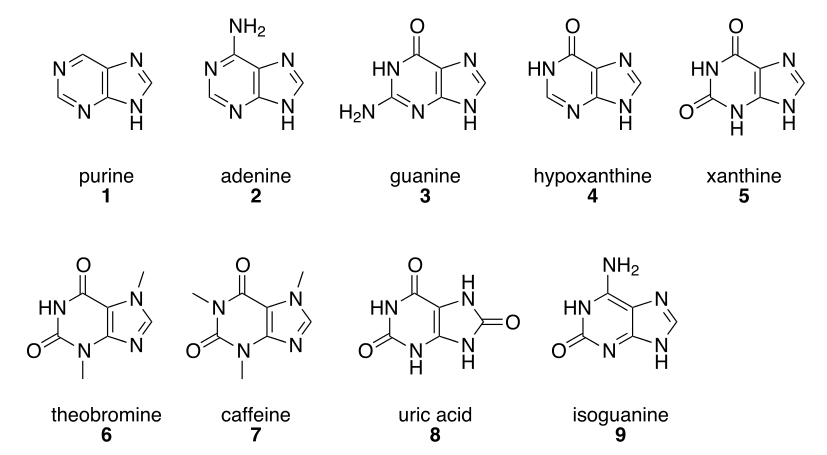 NH₂ O O O
N N N N HN N HN N HN N
N N H N N H H₂N N N H N N H O N H N H
purine adenine guanine hypoxanthine xanthine
1 2 3 4 5
O O O NH₂
HN N N N HN H N HN N
O N N O N N O N H N H O O N N H
theobromine caffeine uric acid isoguanine
6 7 8 9